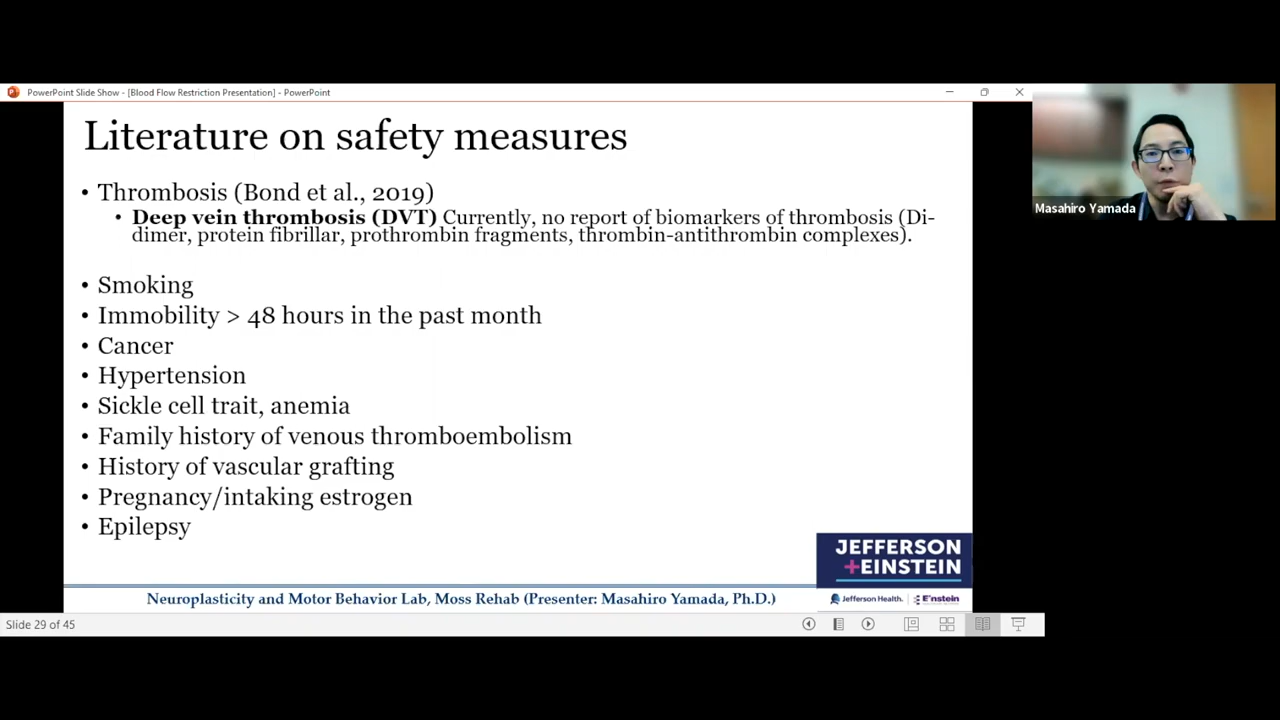 PowerPoint Slide Show - [Blood Flow Restriction Presentation] - PowerPoint
Literature on safety measures
• Thrombosis (Bond et al., 2019)
• Deep vein thrombosis (DVT) Currently, no report of biomarkers of thrombosis (Di-
dimer, protein fibrillar, prothrombin fragments, thrombin-antithrombin complexes).
• Smoking
• Immobility > 48 hours in the past month
• Cancer
• Hypertension
• Sickle cell trait, anemia
• Family history of venous thromboembolism
• History of vascular grafting
• Pregnancy/intaking estrogen
• Epilepsy
JEFFERSON
+EINSTEIN
Neuroplasticity and Motor Behavior Lab, Moss Rehab (Presenter: Masahiro Yamada, Ph.D.)
Jefferson Health. | Einstein
Slide 29 of 45
Masahiro Yamada